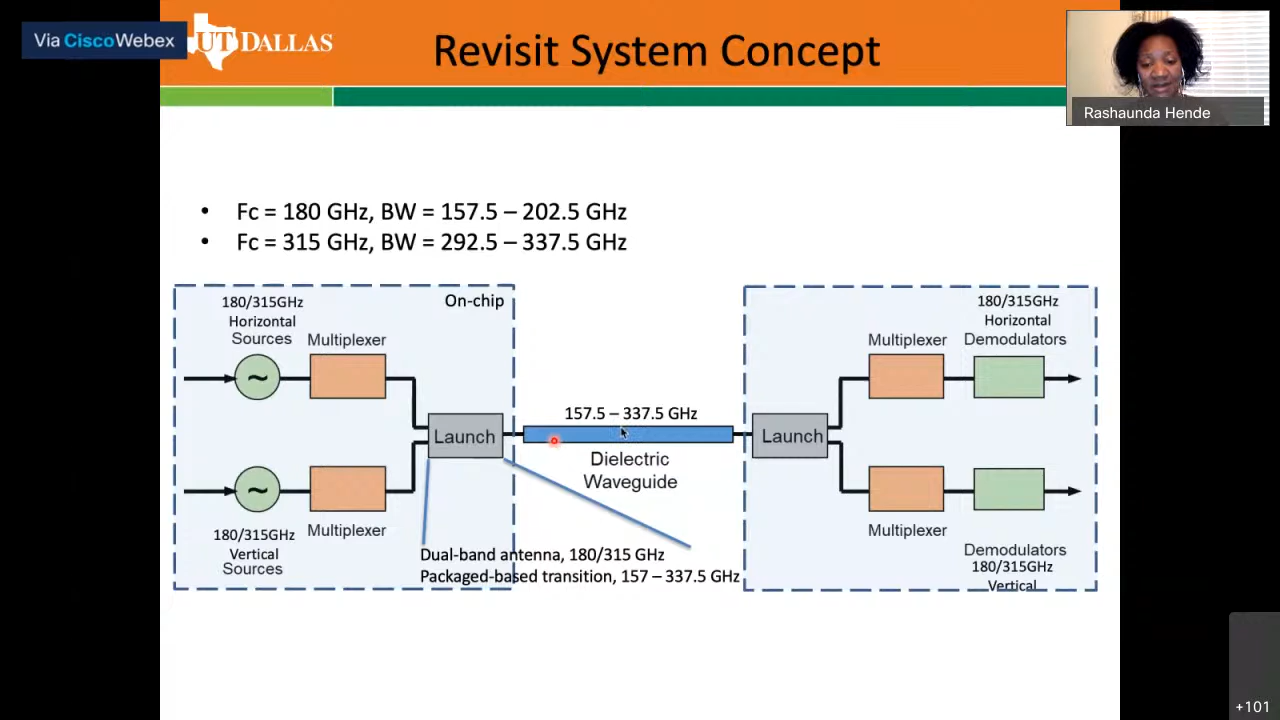 Via CiscoWebex
UT DALLAS
Revisit System Concept
Rashaunda Hende
• Fc = 180 GHz, BW = 157.5 – 202.5 GHz
• Fc = 315 GHz, BW = 292.5 – 337.5 GHz
180/315GHz
Horizontal
Sources
Multiplexer
On-chip
~
Launch
157.5 – 337.5 GHz
Dielectric
Waveguide
~
Multiplexer
180/315GHz
Vertical
Sources
Dual-band antenna, 180/315 GHz
Packaged-based transition, 157 – 337.5 GHz
180/315GHz
Horizontal
Demodulators
Multiplexer
Launch
Multiplexer
Demodulators
180/315GHz
Vertical
+101